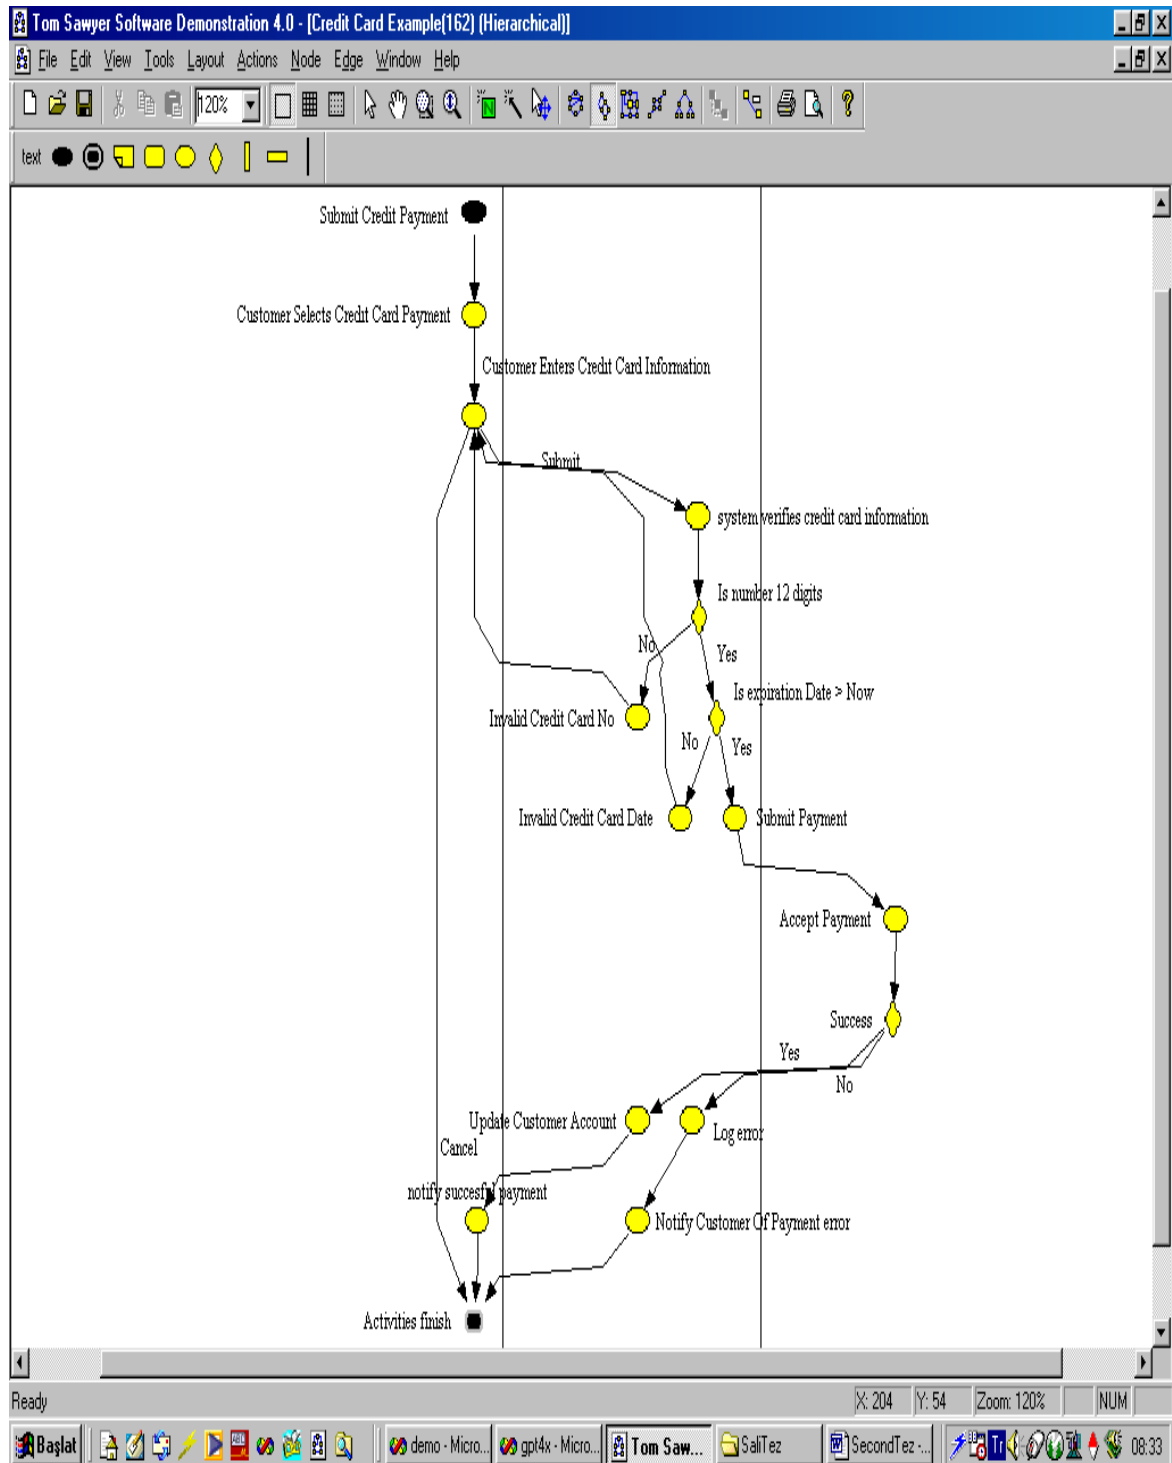 Tom Sawyer Software Demonstration 4.0 - [Credit Card Example(162) (Hierarchical)]
File Edit View Tools Layout Actions Node Edge Window Help
120%
text
Submit Credit Payment
Customer Selects Credit Card Payment
Customer Enters Credit Card Information
Submit
system verifies credit card information
Is number 12 digits
No
Yes
Is expiration Date > Now
Invalid Credit Card No
No
Yes
Invalid Credit Card Date
Submit Payment
Accept Payment
Success
Yes
No
Update Customer Account
Log error
Cancel
notify succesful payment
Notify Customer Of Payment error
Activities finish
Ready
X: 204 Y: 54 Zoom: 120% NUM
Başlat demo - Micro... gpt4x - Micro... Tom Saw... SaliTez SecondTez -... Tr 08:33